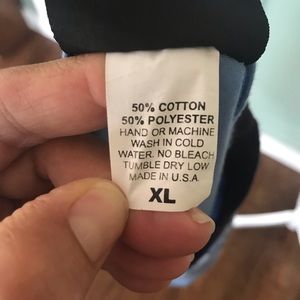 50% COTTON
50% POLYESTER
HAND OR MACHINE
WASH IN COLD
WATER. NO BLEACH
TUMBLE DRY LOW
MADE IN U.S.A
XL